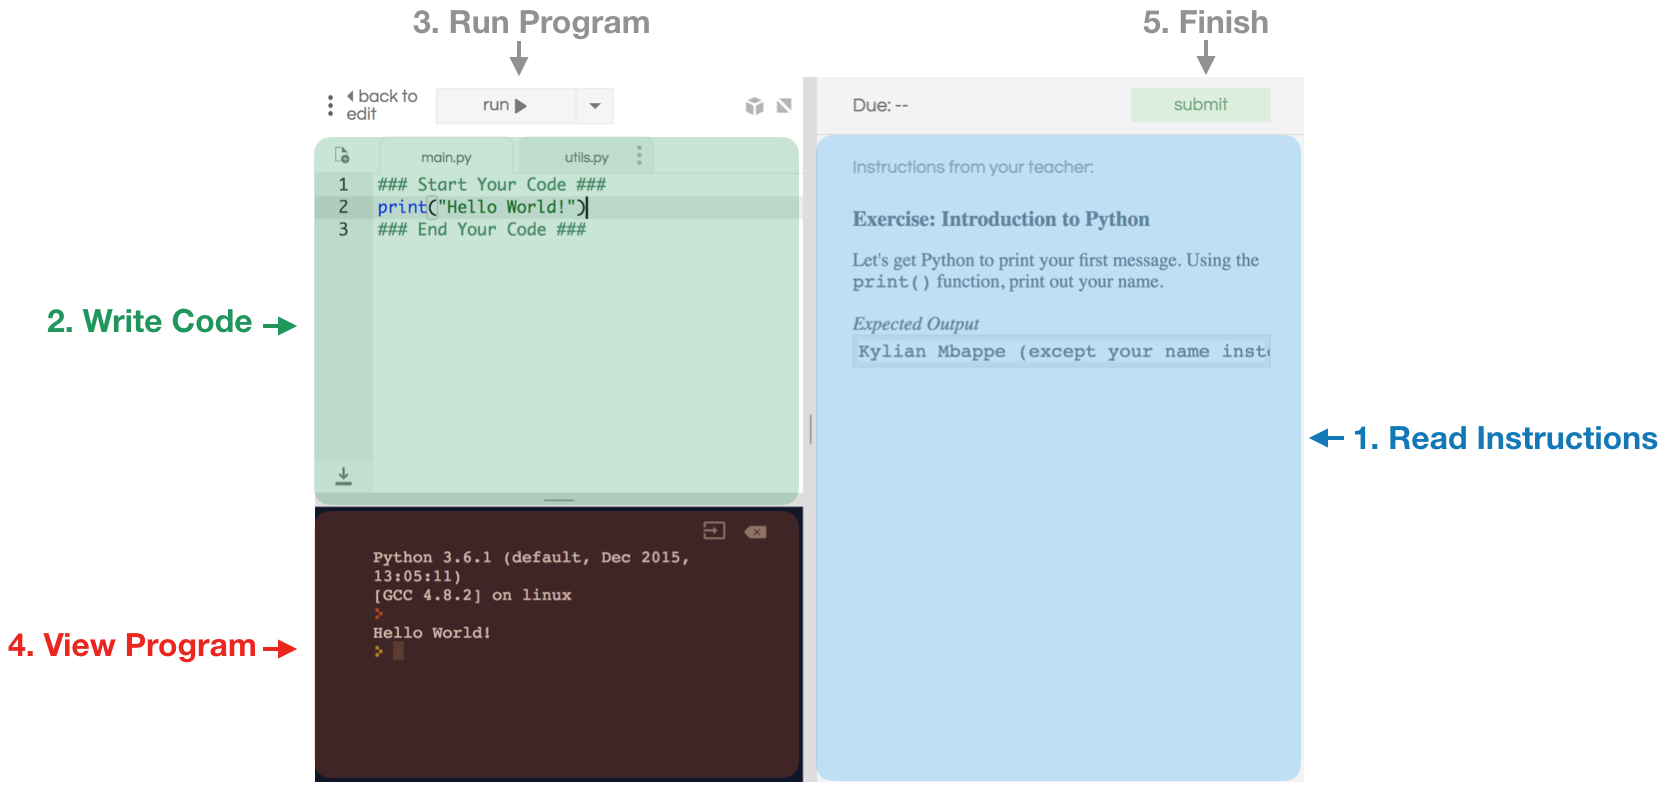 3. Run Program
5. Finish
back to
edit
run
Due: --
submit
main.py
utils.py
1 ### Start Your Code ###
2 print("Hello World!")
3 ### End Your Code ###
Instructions from your teacher:
Exercise: Introduction to Python
Let's get Python to print your first message. Using the
print() function, print out your name.
Expected Output
Kylian Mbappe (except your name inste
2. Write Code
1. Read Instructions
Python 3.6.1 (default, Dec 2015,
13:05:11)
[GCC 4.8.2] on linux
>
Hello World!
>
4. View Program